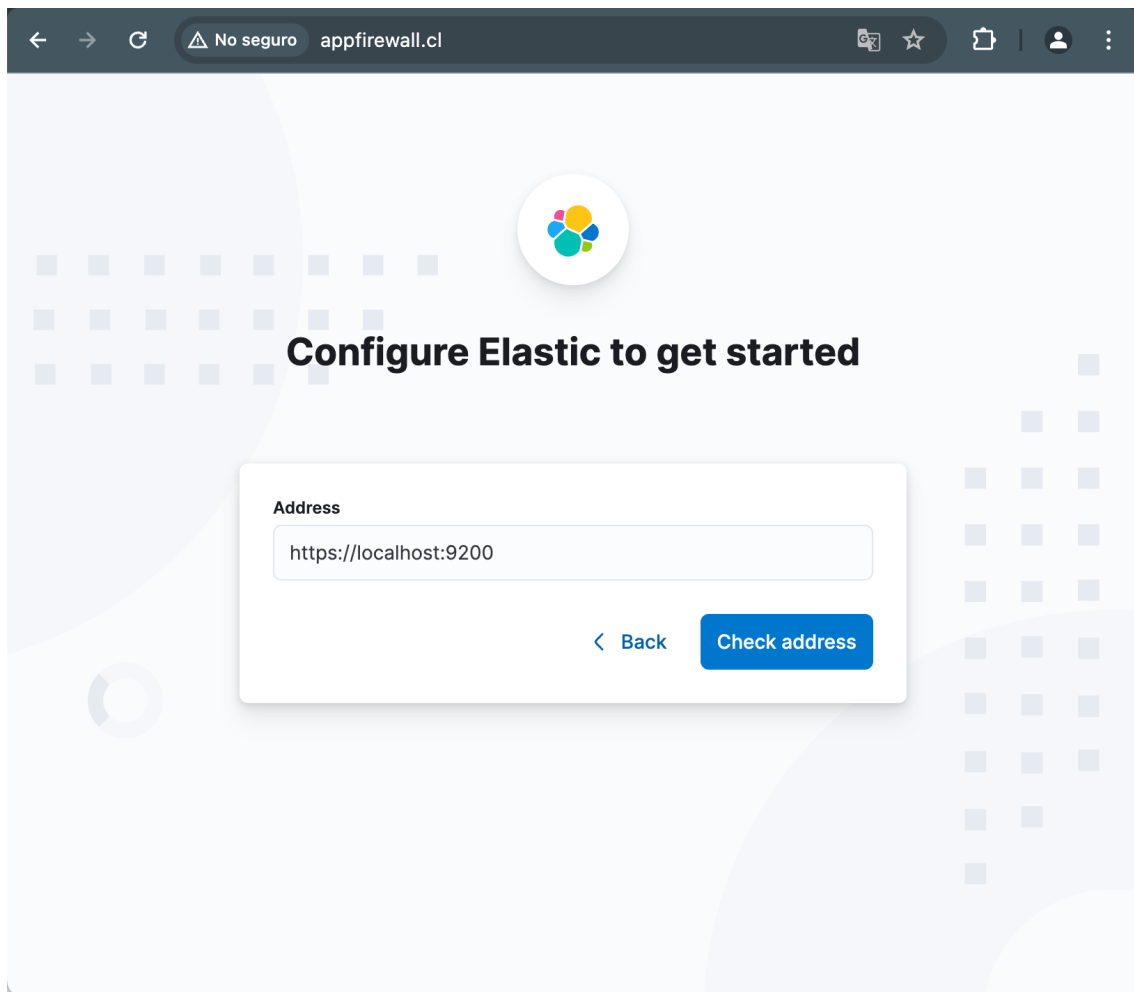 No seguro appfirewall.cl
Configure Elastic to get started
Address
https://localhost:9200
Back
Check address